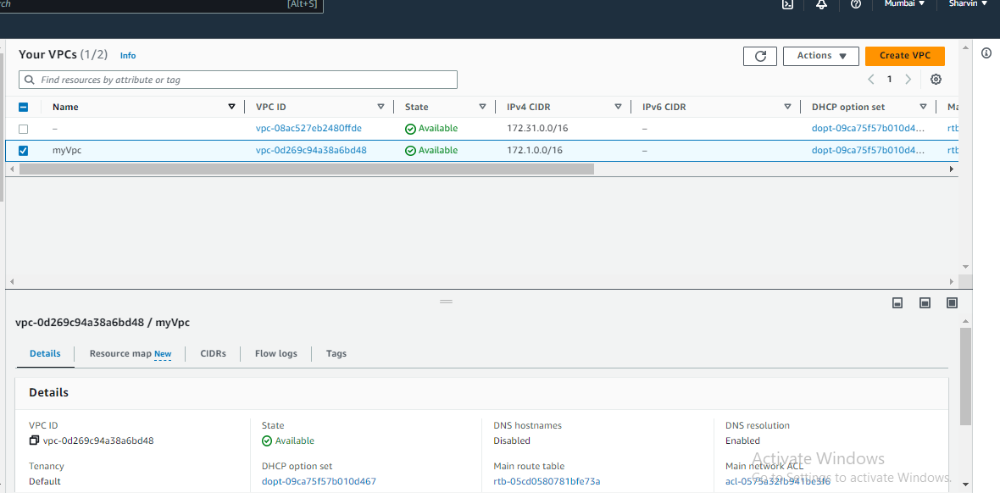 rch [Alt+S] Mumbai ▼ Sharvin ▼
Your VPCs (1/2) Info Actions ▼ Create VPC
Find resources by attribute or tag 1
Name VPC ID State IPv4 CIDR IPv6 CIDR DHCP option set Ma
– vpc-08ac527eb2480ffde Available 172.31.0.0/16 – dopt-09ca75f57b010d4... rtb
myVpc vpc-0d269c94a38a6bd48 Available 172.1.0.0/16 – dopt-09ca75f57b010d4... rtb
vpc-0d269c94a38a6bd48 / myVpc
Details Resource map New CIDRs Flow logs Tags
Details
VPC ID State DNS hostnames DNS resolution
vpc-0d269c94a38a6bd48 Available Disabled Enabled
Activate Windows
Tenancy DHCP option set Main route table Main network ACL
Go to Settings to activate Windows.
Default dopt-09ca75f57b010d467 rtb-05cd0580781bfe73a acl-0575a32fb941be3f6